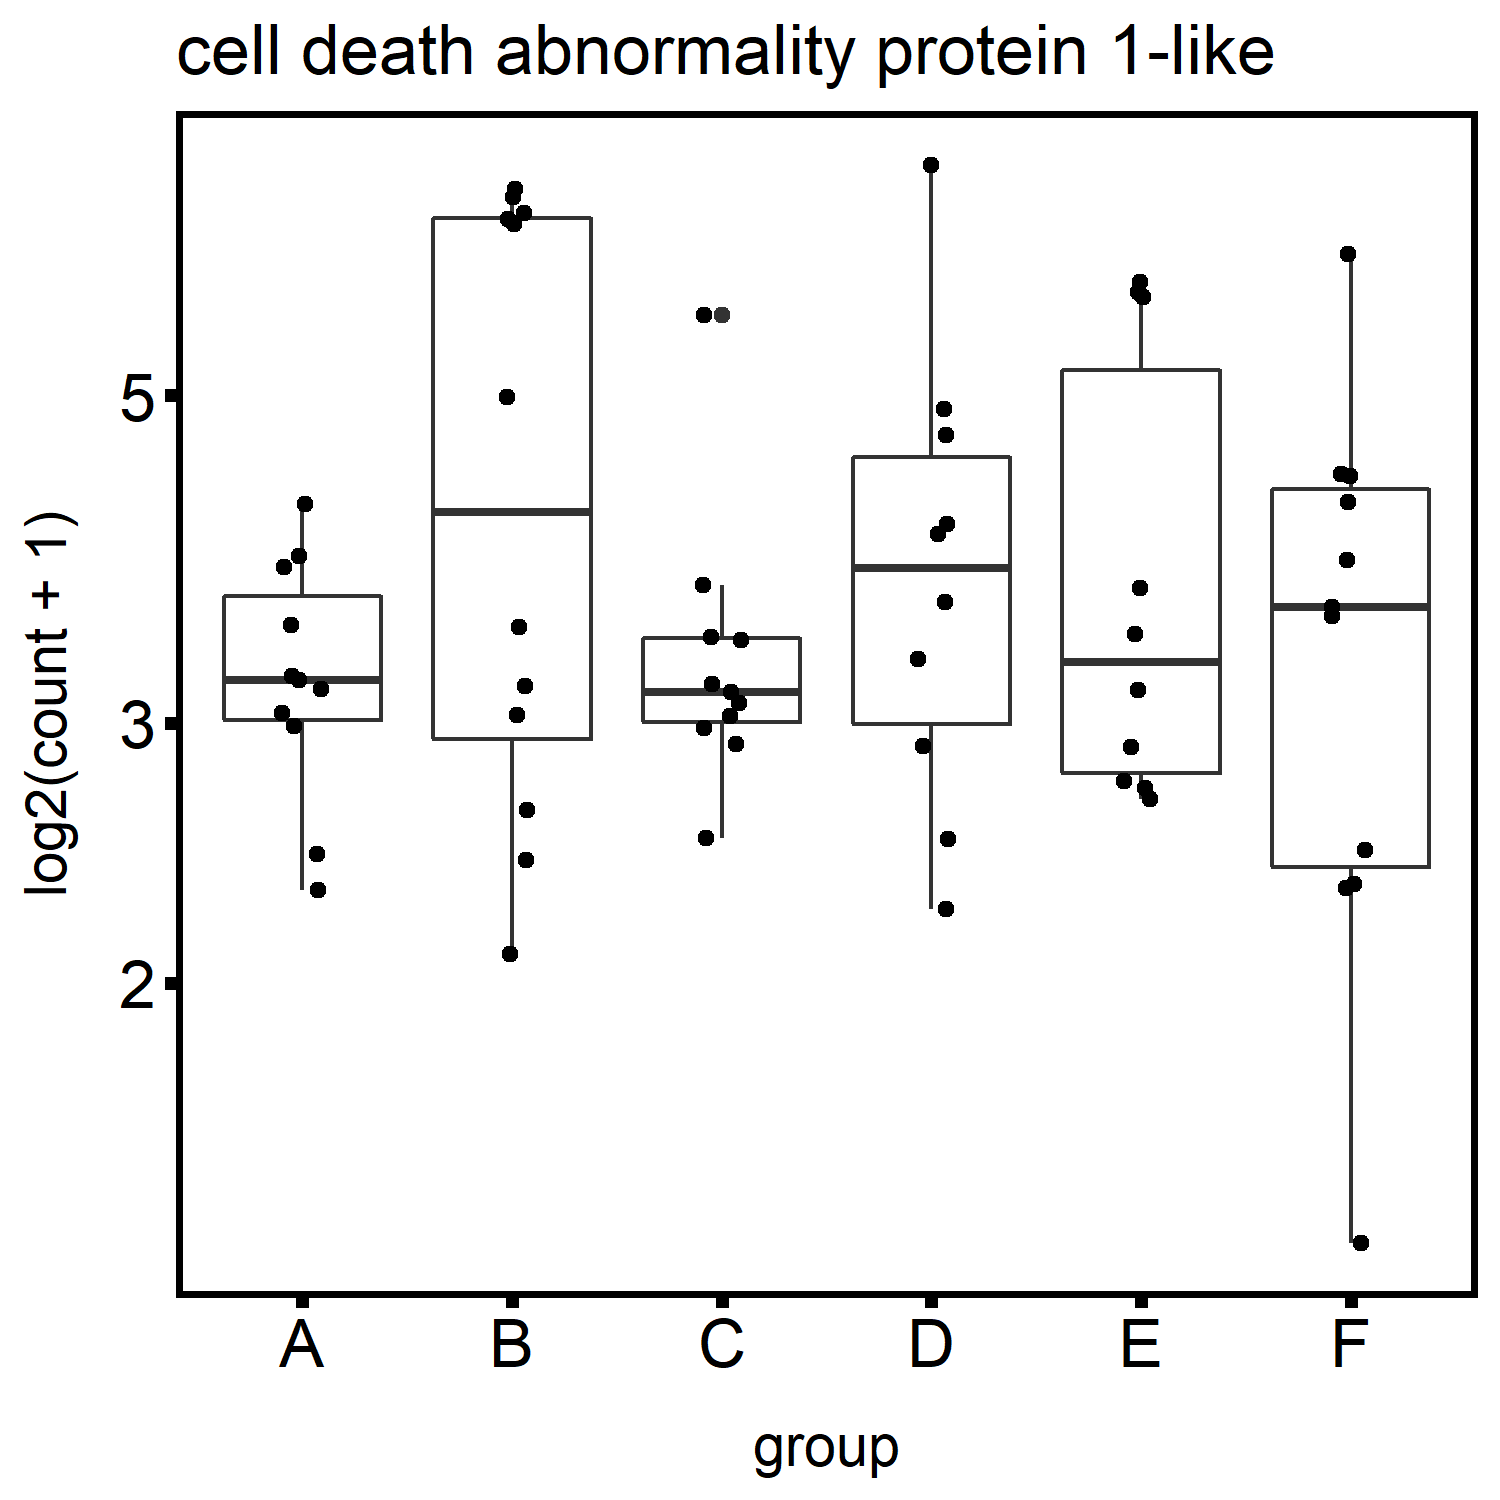 cell death abnormality protein 1-like
log2(count + 1)
5
3
2
A B C D E F
group